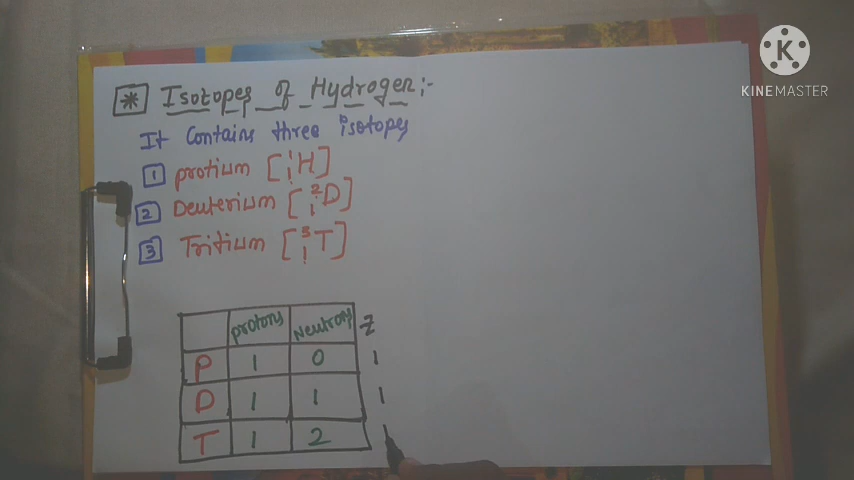 * Isotopes of Hydrogen:-
It contains three isotopes
1 protium [¹₁H]
2 Deuterium [²₁D]
3 Tritium [³₁T]
protons Neutrons Z
P 1 0 1
D 1 1 1
T 1 2 1
K
KINEMASTER